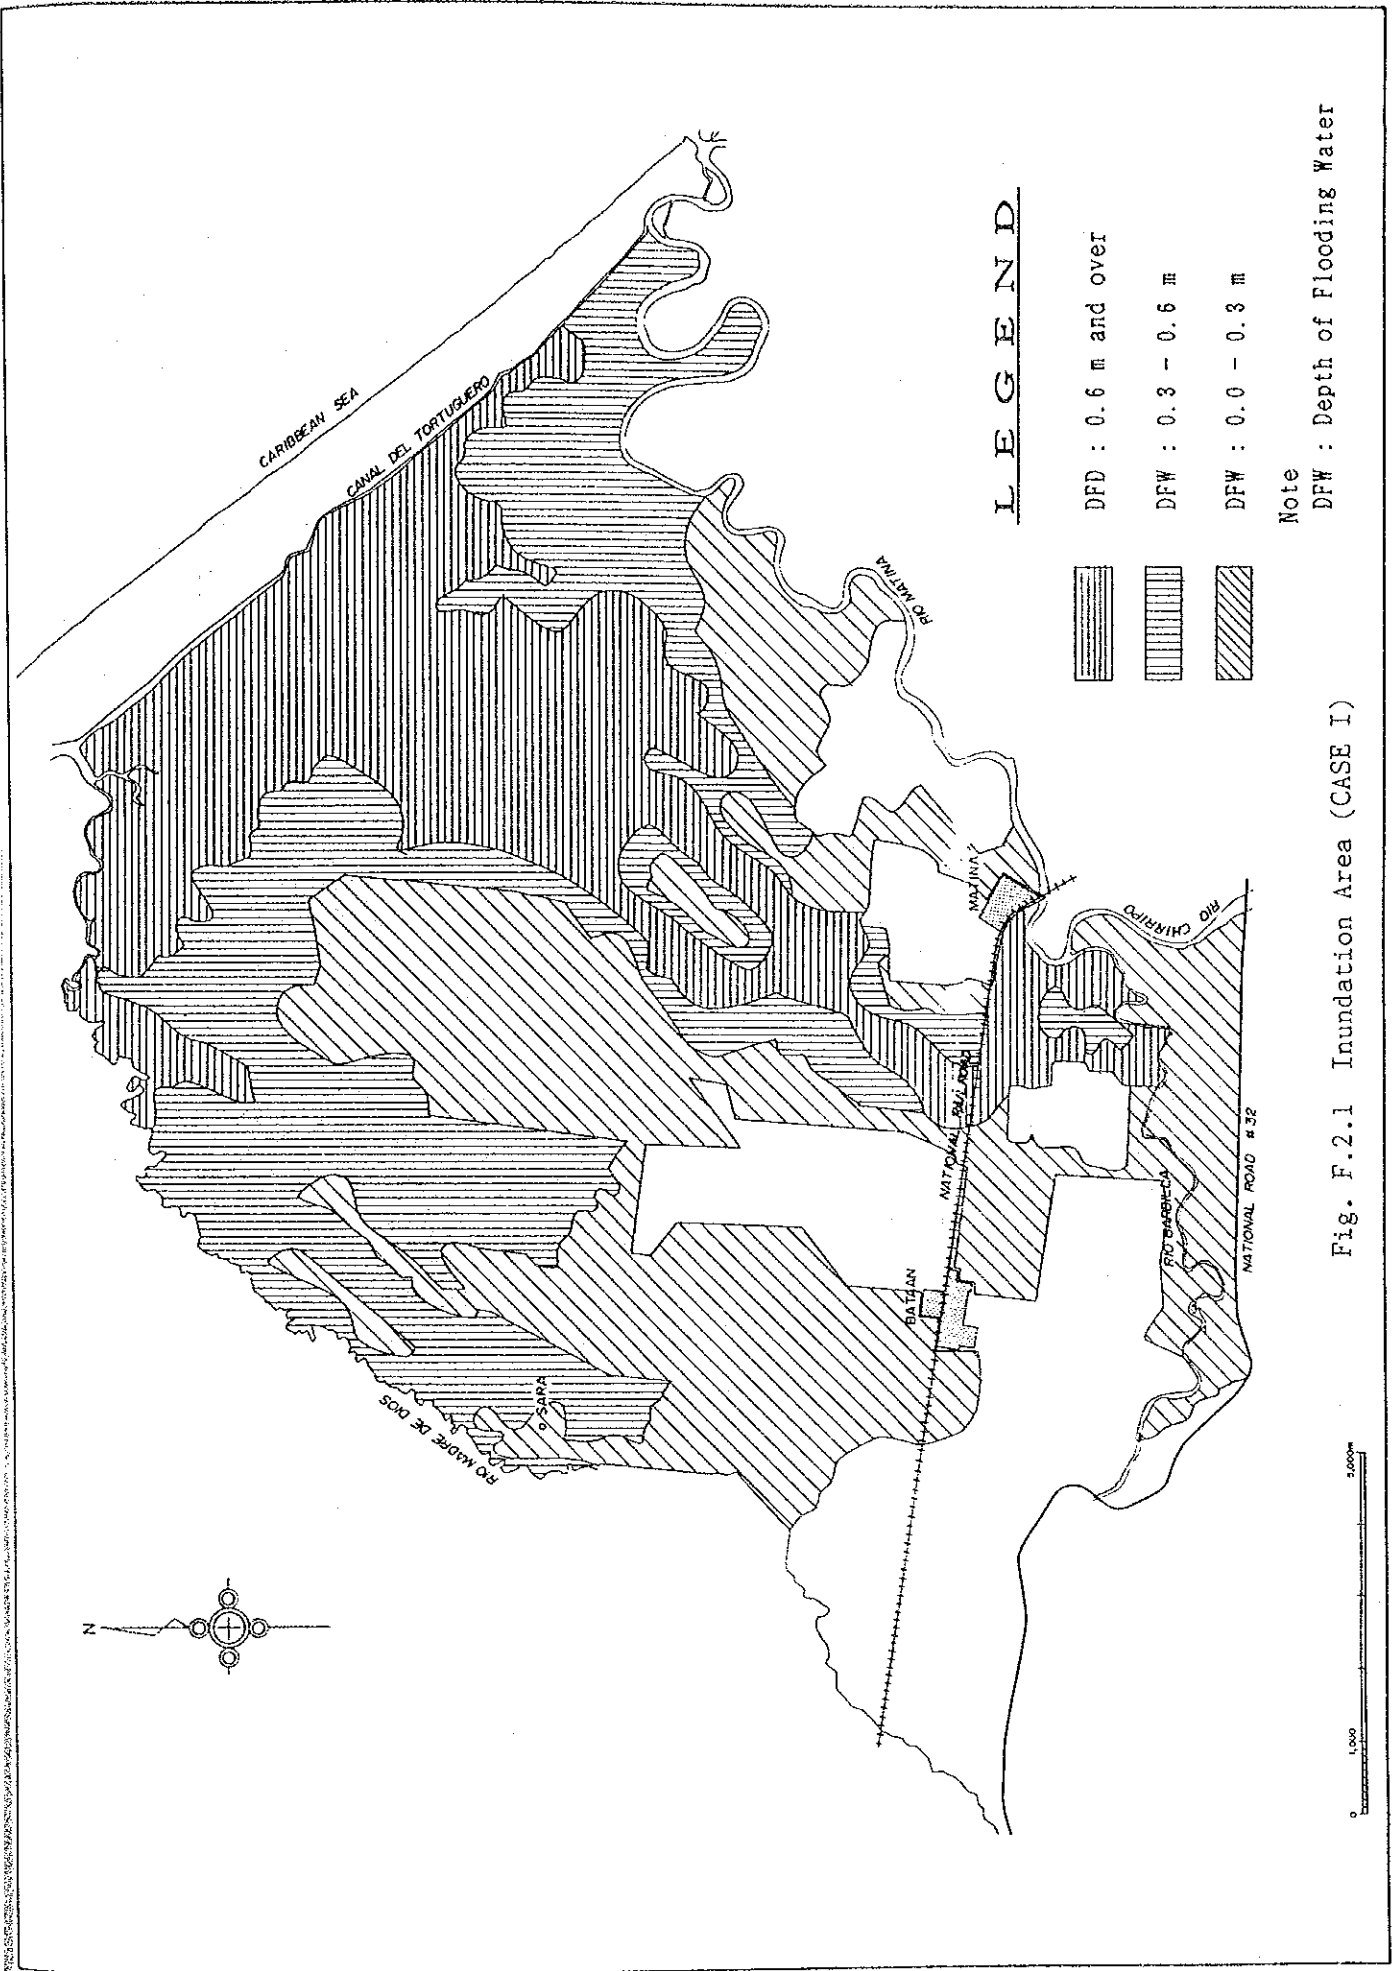 N
CARIBBEAN SEA
CANAL DEL TORTUGUERO
RIO MADRE DE DIOS
SARA
RIO MATINA
MATINA
BATAAN
NATIONAL RAIL ROAD
RIO CHIRRIPO
RIO BARBILLA
NATIONAL ROAD # 32
LEGEND
DFD : 0.6 m and over
DFW : 0.3 - 0.6 m
DFW : 0.0 - 0.3 m
Note
DFW : Depth of Flooding Water
0 1,000 5,000m
Fig. F.2.1 Inundation Area (CASE I)